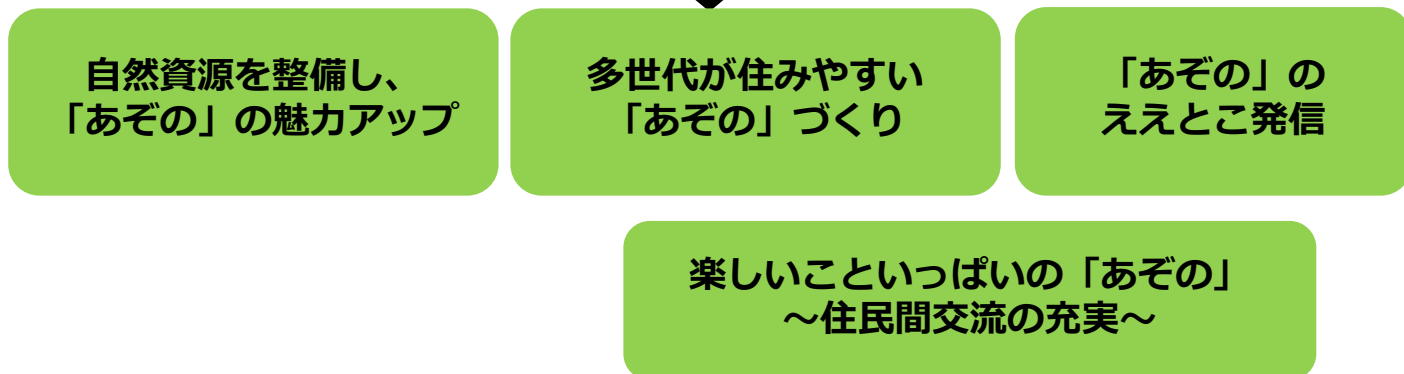 自然資源を整備し、
「あぞの」の魅力アップ
多世代が住みやすい
「あぞの」づくり
「あぞの」の
ええとこ発信
楽しいこといっぱいの「あぞの」
～住民間交流の充実～